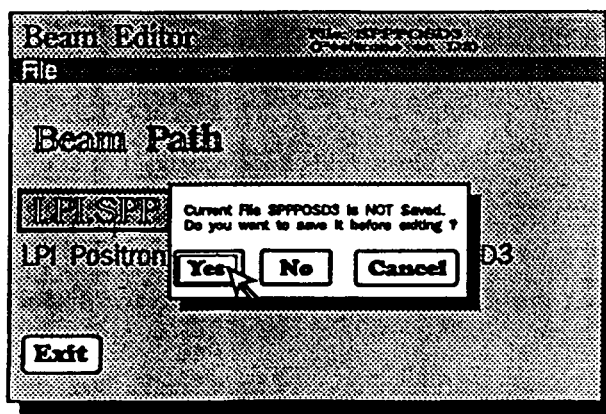 Beam Editor
File
Beam Path
LPI:SPP
Current File SPPPOSD3 is NOT Saved.
Do you want to save it before exiting ?
LPI Positron D3
Yes No Cancel
Exit